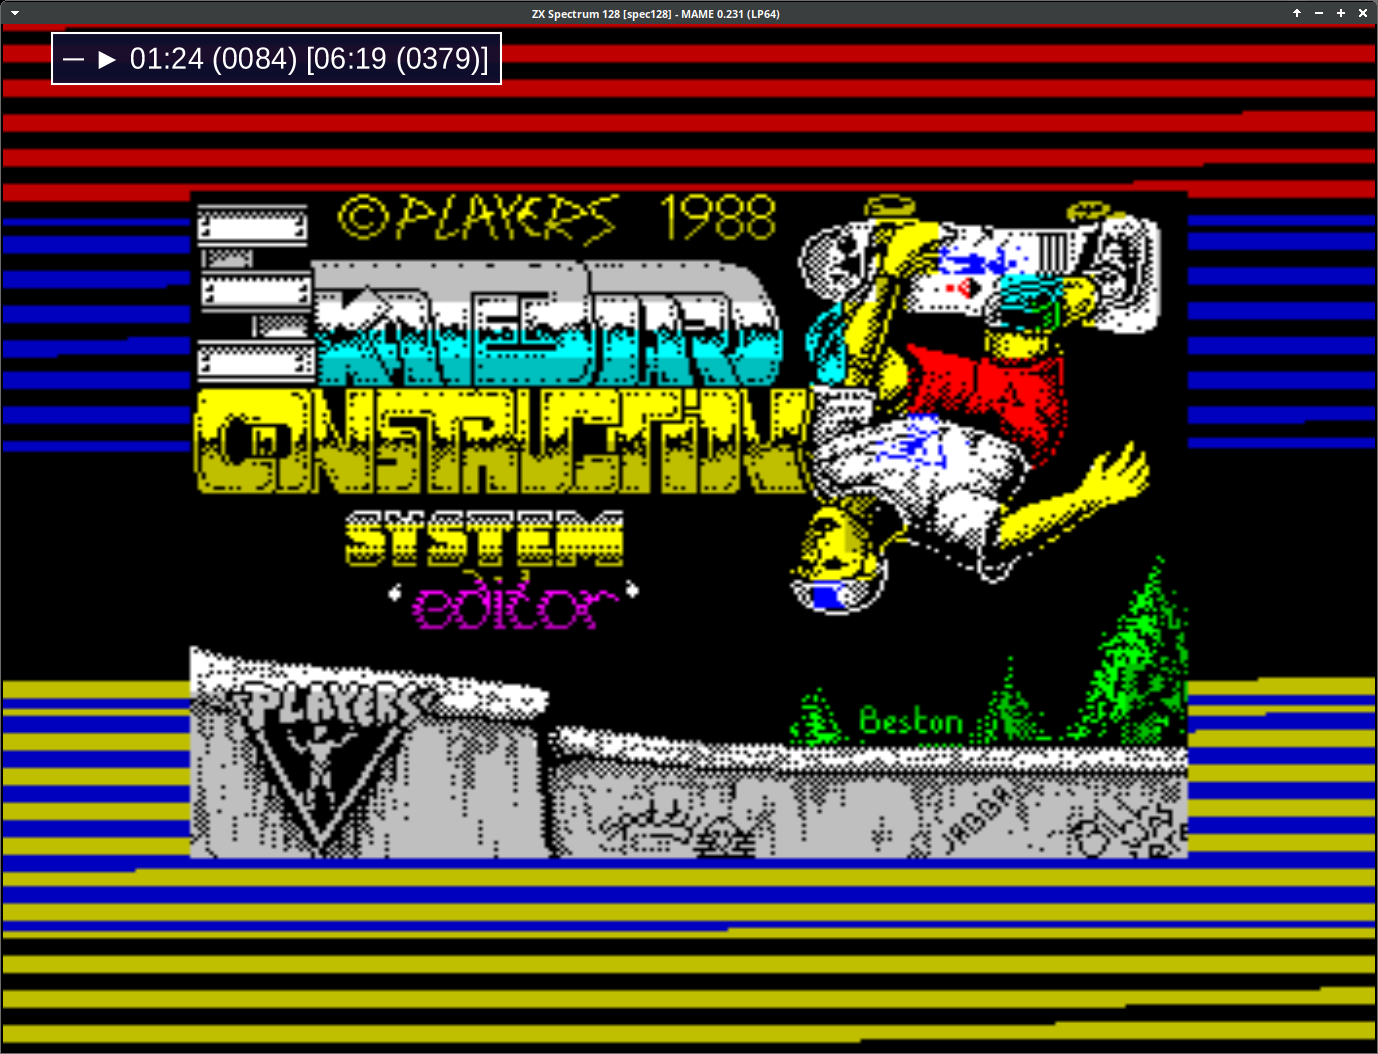 ZX Spectrum 128 [spec128] - MAME 0.231 (LP64)
— ► 01:24 (0084) [06:19 (0379)]
© PLAYERS 1988
CONSTRUCTION
SYSTEM
'editor'
PLAYERS
Beston
JABBA